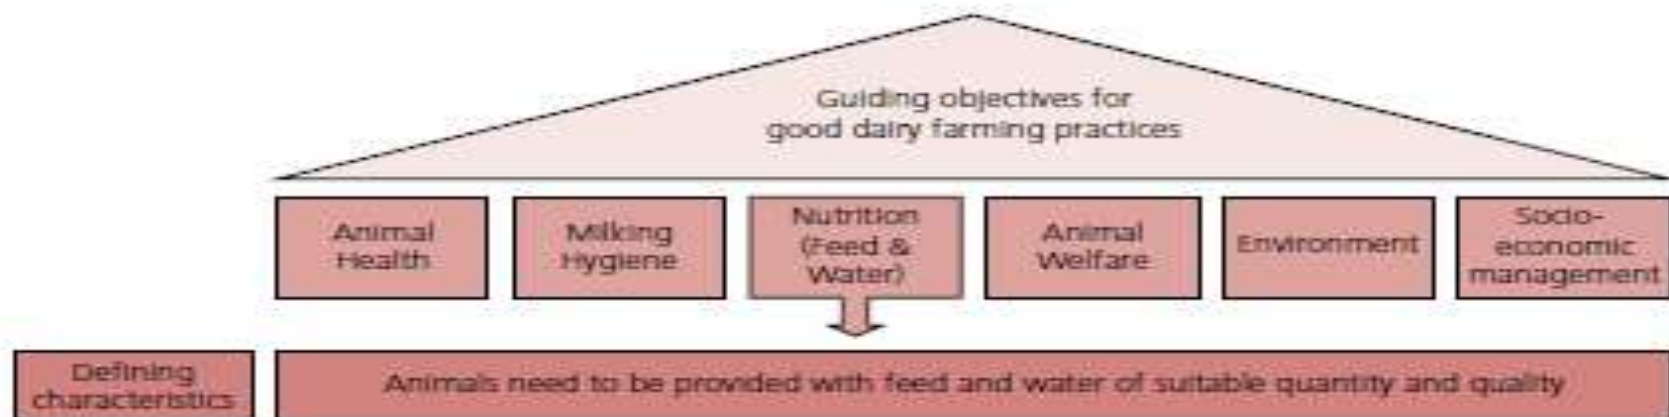 Guiding objectives for
good dairy farming practices
Animal
Health
Milking
Hygiene
Nutrition
(Feed &
Water)
Animal
Welfare
Environment
Socio-
economic
management
Defining
characteristics
Animals need to be provided with feed and water of suitable quantity and quality